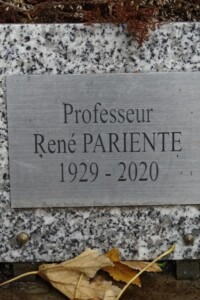 Professeur
René PARIENTE
1929 - 2020